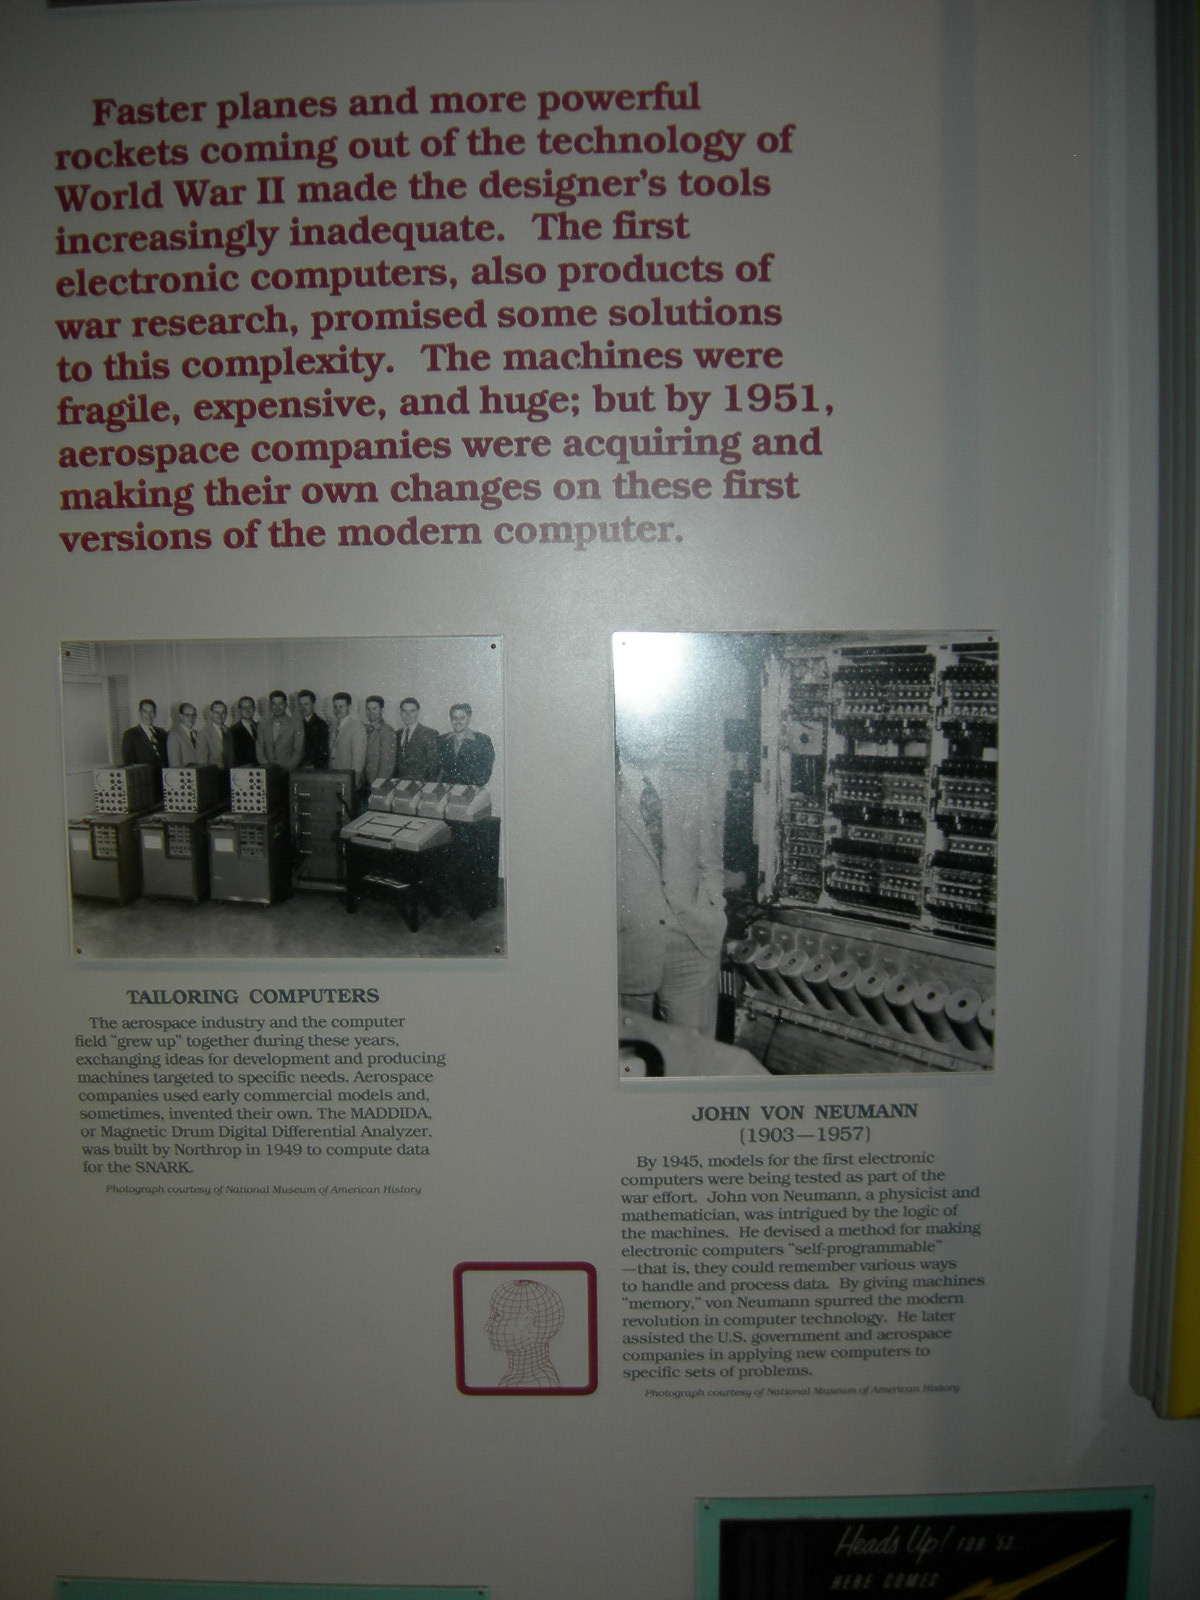 Faster planes and more powerful
rockets coming out of the technology of
World War II made the designer's tools
increasingly inadequate. The first
electronic computers, also products of
war research, promised some solutions
to this complexity. The machines were
fragile, expensive, and huge; but by 1951,
aerospace companies were acquiring and
making their own changes on these first
versions of the modern computer.
TAILORING COMPUTERS
The aerospace industry and the computer
field "grew up" together during these years,
exchanging ideas for development and producing
machines targeted to specific needs. Aerospace
companies used early commercial models and,
sometimes, invented their own. The MADDIDA,
or Magnetic Drum Digital Differential Analyzer,
was built by Northrop in 1949 to compute data
for the SNARK.
Photograph courtesy of National Museum of American History
JOHN VON NEUMANN
(1903—1957)
By 1945, models for the first electronic
computers were being tested as part of the
war effort. John von Neumann, a physicist and
mathematician, was intrigued by the logic of
the machines. He devised a method for making
electronic computers "self-programmable"
—that is, they could remember various ways
to handle and process data. By giving machines
"memory," von Neumann spurred the modern
revolution in computer technology. He later
assisted the U.S. government and aerospace
companies in applying new computers to
specific sets of problems.
Photograph courtesy of National Museum of American History
Heads Up! FOR '53..
HERE COMES